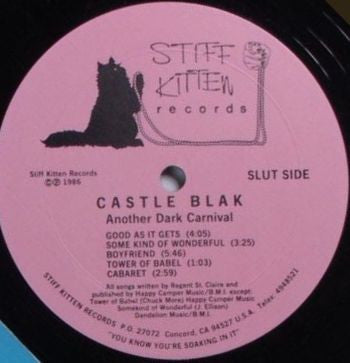 STIFF
KITTEN
records
Stiff Kitten Records
©℗ 1986
SLUT SIDE
CASTLE BLAK
Another Dark Carnival
GOOD AS IT GETS (4:05)
SOME KIND OF WONDERFUL (3:25)
BOYFRIEND (5:46)
TOWER OF BABEL (1:03)
CABARET (2:59)
All songs written by Regent St. Claire and
published by Happy Camper Music/B.M.I. except:
Tower of Babel (Chuck More) Happy Camper Music
Some Kind of Wonderful (J. Ellison)
Dandelion Music/B.M.I.
STIFF KITTEN RECORDS P.O. 27072 Concord, CA 94527 U.S.A. Telex: 4948521
"YOU KNOW YOU'RE SOAKING IN IT"